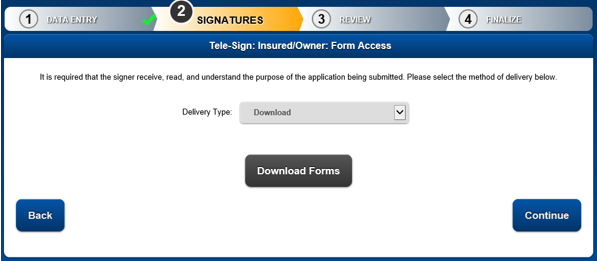 1 DATA ENTRY 2 SIGNATURES 3 REVIEW 4 FINALIZE
Tele-Sign: Insured/Owner: Form Access
It is required that the signer receive, read, and understand the purpose of the application being submitted. Please select the method of delivery below.
Delivery Type: Download
Download Forms
Back Continue